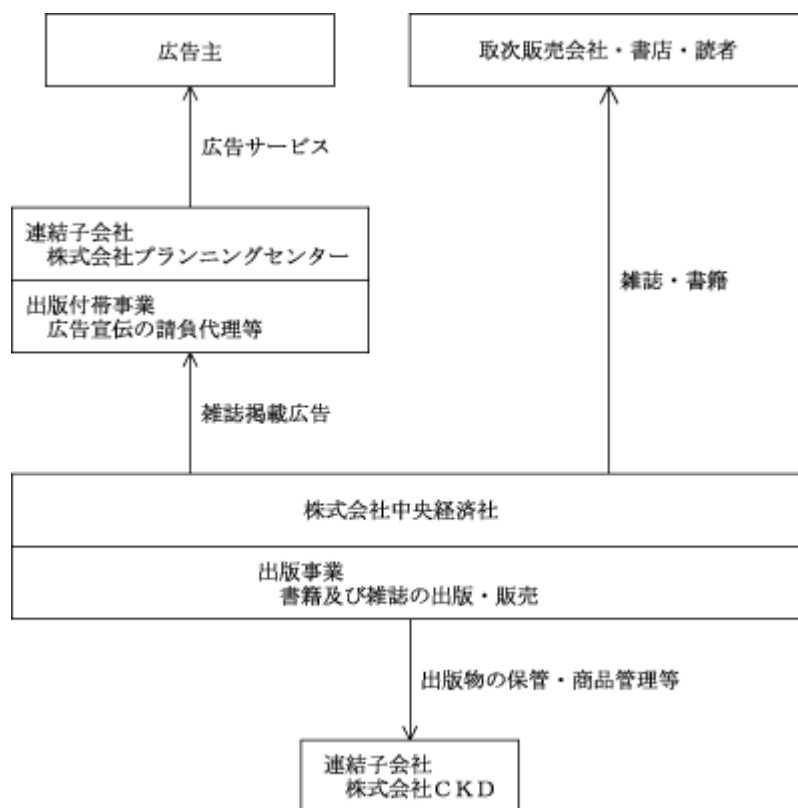 広告主
取次販売会社・書店・読者
広告サービス
連結子会社
株式会社プランニングセンター
出版付帯事業
広告宣伝の請負代理等
雑誌・書籍
雑誌掲載広告
株式会社中央経済社
出版事業
書籍及び雑誌の出版・販売
出版物の保管・商品管理等
連結子会社
株式会社CKD